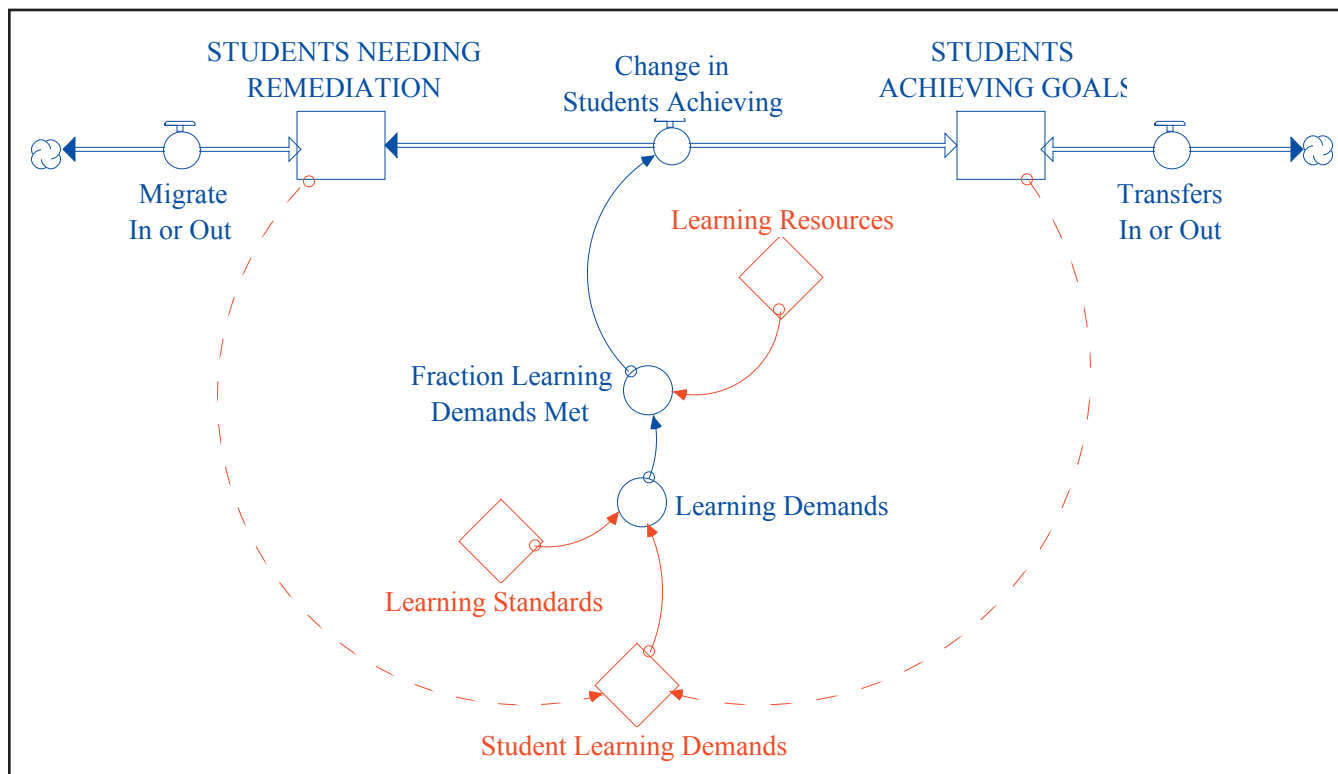 STUDENTS NEEDING
REMEDIATION
Change in
Students Achieving
STUDENTS
ACHIEVING GOALS
Migrate
In or Out
Transfers
In or Out
Learning Resources
Fraction Learning
Demands Met
Learning Demands
Learning Standards
Student Learning Demands